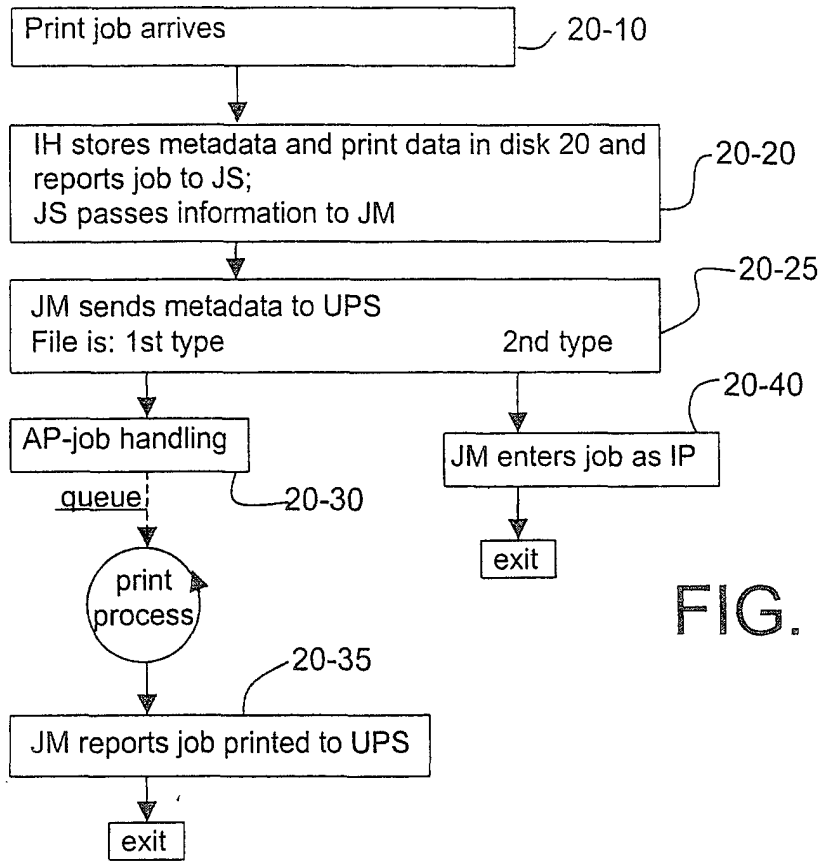 Print job arrives
20-10
IH stores metadata and print data in disk 20 and
reports job to JS;
JS passes information to JM
20-20
JM sends metadata to UPS
File is: 1st type 2nd type
20-25
AP-job handling
20-30
20-40
JM enters job as IP
queue
exit
print
process
FIG.
20-35
JM reports job printed to UPS
exit